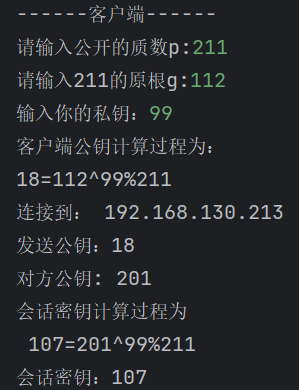 ------客户端------
请输入公开的质数p:211
请输入211的原根g:112
输入你的私钥：99
客户端公钥计算过程为：
18=112^99%211
连接到： 192.168.130.213
发送公钥：18
对方公钥: 201
会话密钥计算过程为
107=201^99%211
会话密钥：107